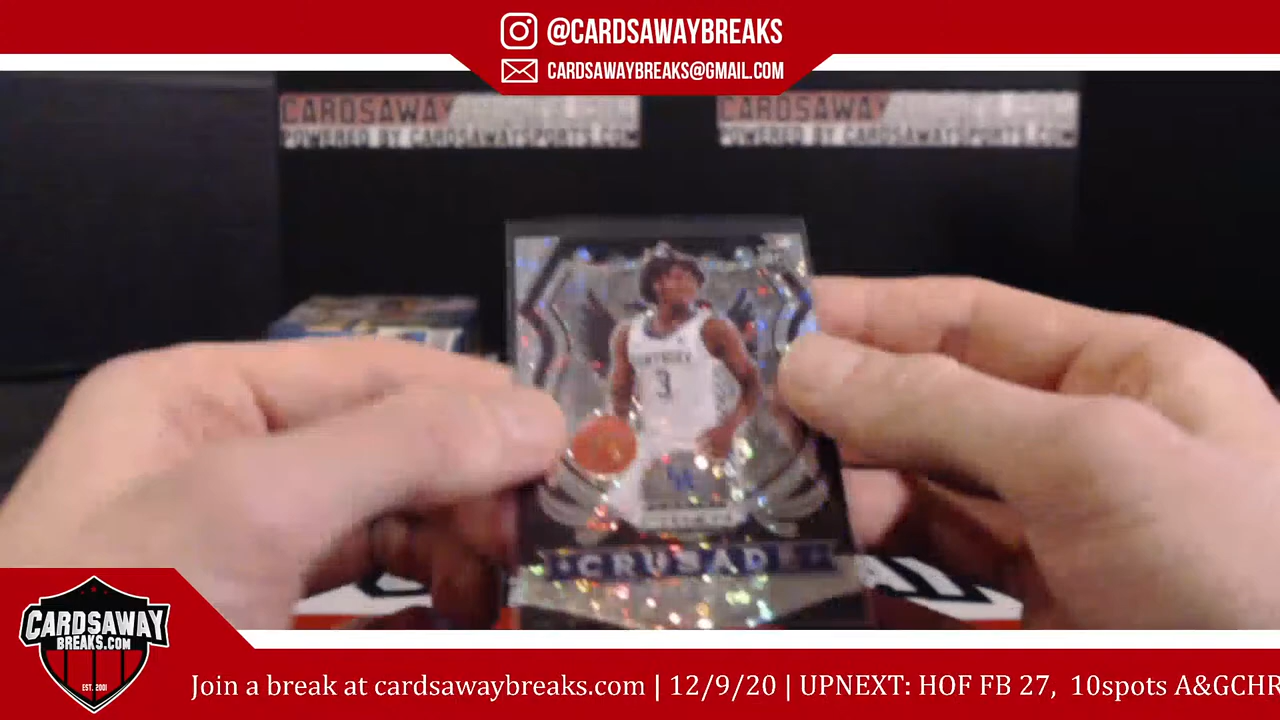 @CARDSAWAYBREAKS
CARDSAWAYBREAKS@GMAIL.COM
CARDSAWAY
POWERED BY CARDSAWAYSPORTS.COM
CARDSAWAY
POWERED BY CARDSAWAYSPORTS.COM
3
UK
CRUSADE
CARDSAWAY
BREAKS.COM
EST. 2001
Join a break at cardsawaybreaks.com | 12/9/20 | UPNEXT: HOF FB 27, 10spots A&GCHR